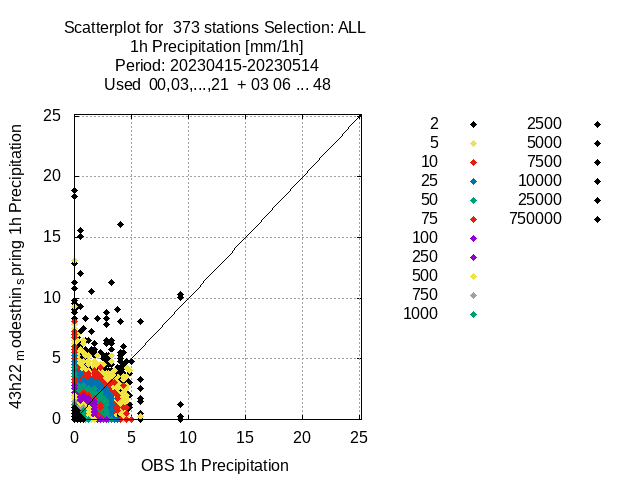 Scatterplot for 373 stations Selection: ALL
1h Precipitation [mm/1h]
Period: 20230415-20230514
Used 00,03,...,21 + 03 06 ... 48
43h22 modesthin spring 1h Precipitation
25
20
15
10
5
0
0 5 10 15 20 25
OBS 1h Precipitation
2 2500
5 5000
10 7500
25 10000
50 25000
75 750000
100
250
500
750
1000